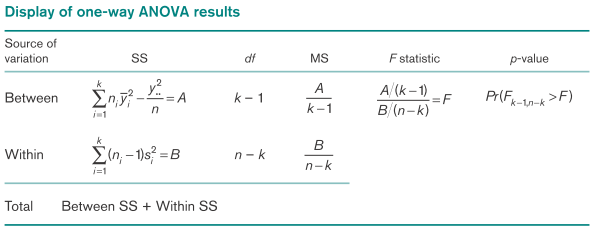 Display of one-way ANOVA results
Source of
variation SS df MS F statistic p-value
Between \sum_{i=1}^{k} n_i \bar{y}_i^2 - \frac{y_{..}^2}{n} = A k − 1 \frac{A}{k-1} \frac{A/(k-1)}{B/(n-k)} = F Pr(F_{k-1,n-k} > F)
Within \sum_{i=1}^{k} (n_i - 1)s_i^2 = B n − k \frac{B}{n-k}
Total Between SS + Within SS